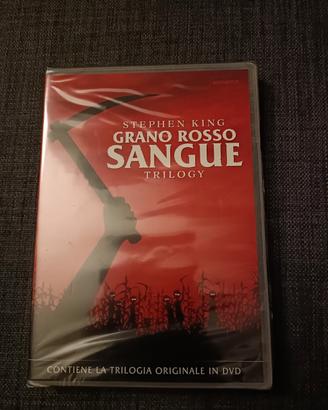 STEPHEN KING
GRANO ROSSO
SANGUE
TRILOGY
CONTIENE LA TRILOGIA ORIGINALE IN DVD